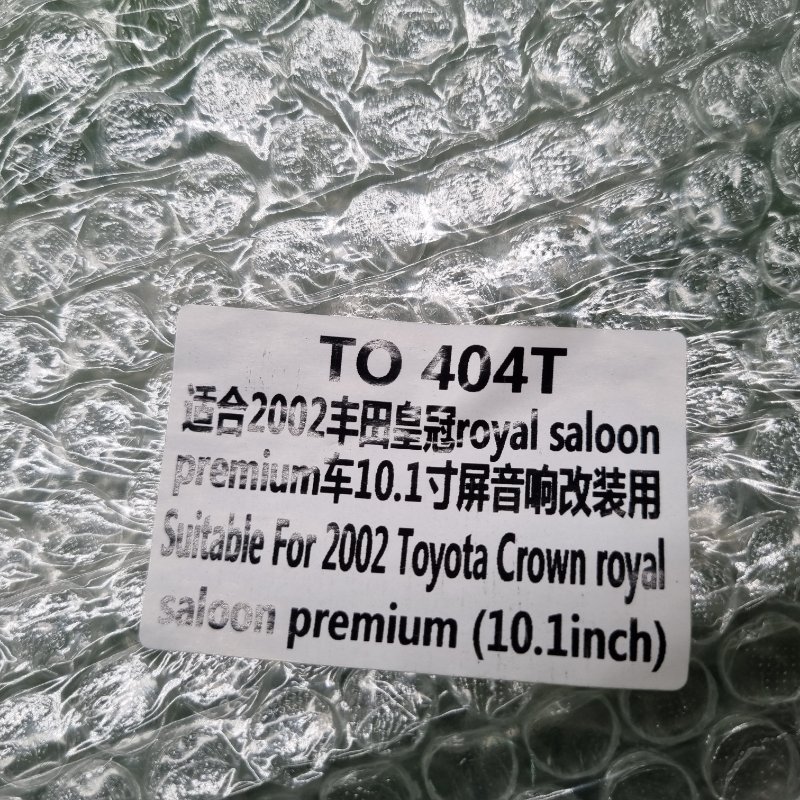 TO 404T
适合2002丰田皇冠royal saloon
premium车10.1寸屏音响改装用
Suitable For 2002 Toyota Crown royal
saloon premium (10.1inch)